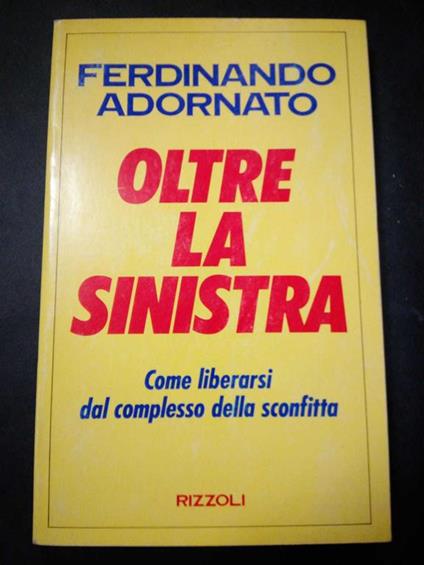 FERDINANDO
ADORNATO
OLTRE
LA
SINISTRA
Come liberarsi
dal complesso della sconfitta
RIZZOLI